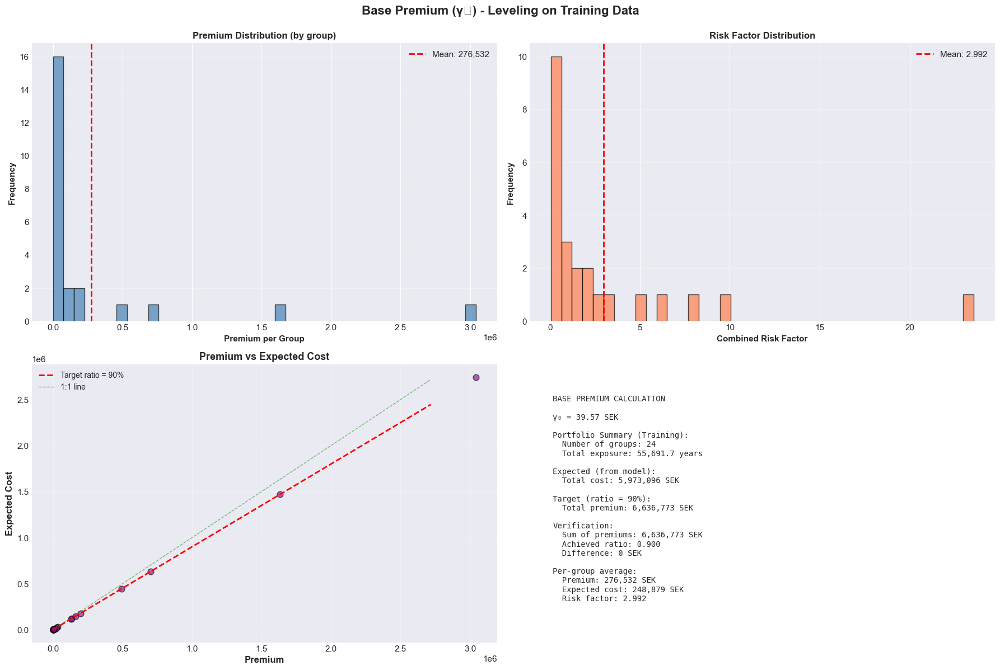 Base Premium (γ▯) - Leveling on Training Data
Premium Distribution (by group)
Mean: 276,532
Frequency
16
14
12
10
8
6
4
2
0
0.0 0.5 1.0 1.5 2.0 2.5 3.0
1e6
Premium per Group
Risk Factor Distribution
Mean: 2.992
Frequency
10
8
6
4
2
0
0 5 10 15 20
Combined Risk Factor
1e6
Premium vs Expected Cost
Target ratio = 90%
1:1 line
Expected Cost
2.5
2.0
1.5
1.0
0.5
0.0
0.0 0.5 1.0 1.5 2.0 2.5 3.0
1e6
Premium
BASE PREMIUM CALCULATION
γ₀ = 39.57 SEK
Portfolio Summary (Training):
Number of groups: 24
Total exposure: 55,691.7 years
Expected (from model):
Total cost: 5,973,096 SEK
Target (ratio = 90%):
Total premium: 6,636,773 SEK
Verification:
Sum of premiums: 6,636,773 SEK
Achieved ratio: 0.900
Difference: 0 SEK
Per-group average:
Premium: 276,532 SEK
Expected cost: 248,879 SEK
Risk factor: 2.992